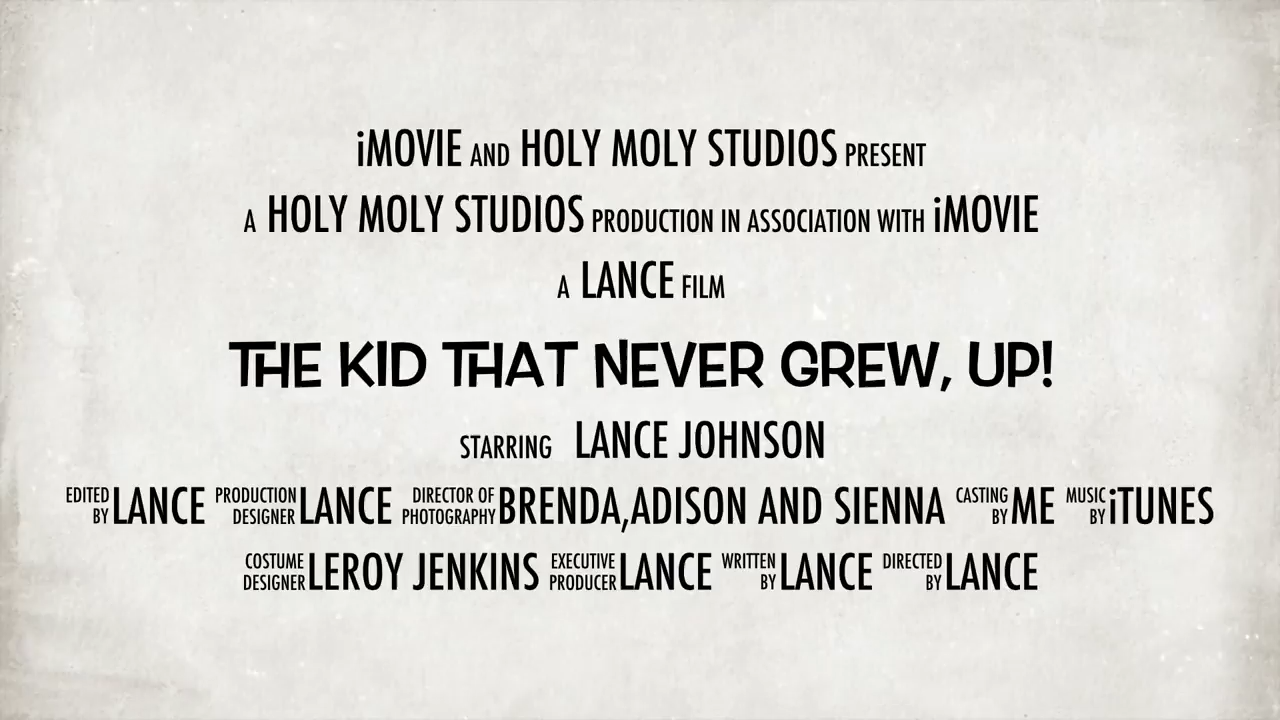 iMOVIE AND HOLY MOLY STUDIOS PRESENT
A HOLY MOLY STUDIOS PRODUCTION IN ASSOCIATION WITH iMOVIE
A LANCE FILM
THE KID THAT NEVER GREW, UP!
STARRING LANCE JOHNSON
EDITED BY LANCE PRODUCTION DESIGNER LANCE DIRECTOR OF PHOTOGRAPHY BRENDA,ADISON AND SIENNA CASTING BY ME MUSIC BY iTUNES
COSTUME DESIGNER LEROY JENKINS EXECUTIVE PRODUCER LANCE WRITTEN BY LANCE DIRECTED BY LANCE